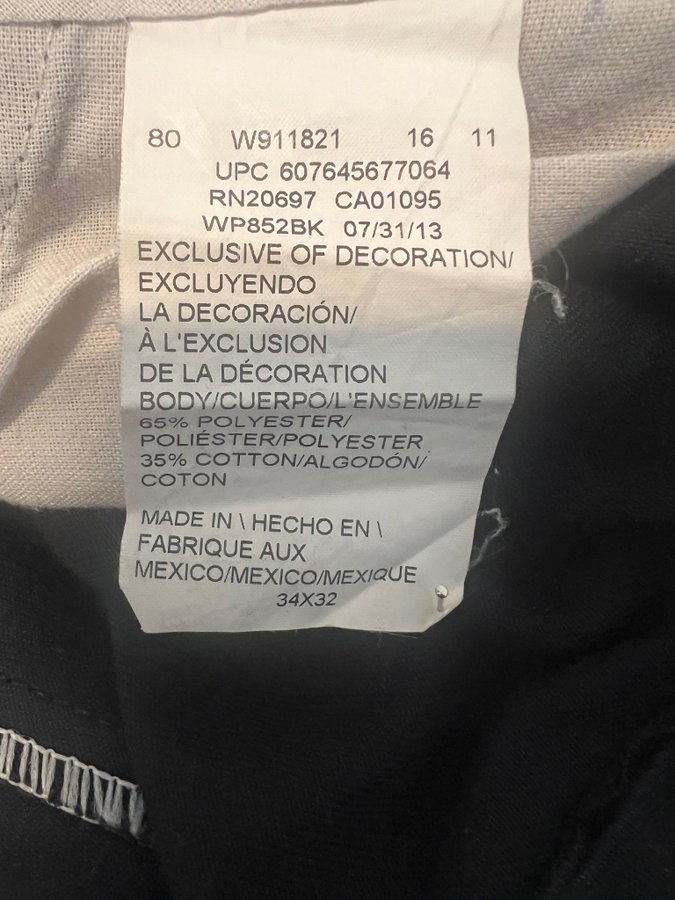 80 W911821 16 11
UPC 607645677064
RN20697 CA01095
WP852BK 07/31/13
EXCLUSIVE OF DECORATION/
EXCLUYENDO
LA DECORACIÓN/
À L'EXCLUSION
DE LA DÉCORATION
BODY/CUERPO/L'ENSEMBLE
65% POLYESTER/
POLIÉSTER/POLYESTER
35% COTTON/ALGODÓN/
COTON
MADE IN \ HECHO EN \
FABRIQUE AUX
MEXICO/MEXICO/MEXIQUE
34X32